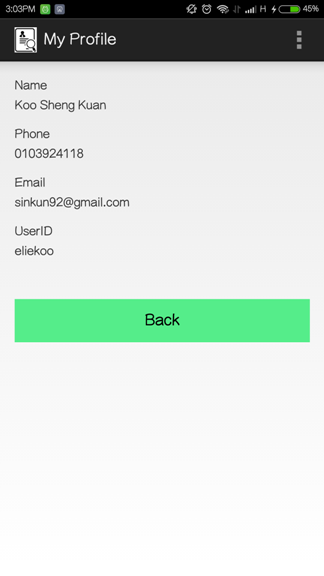 3:03PM H 45%
My Profile
Name
Koo Sheng Kuan
Phone
0103924118
Email
sinkun92@gmail.com
UserID
eliekoo
Back